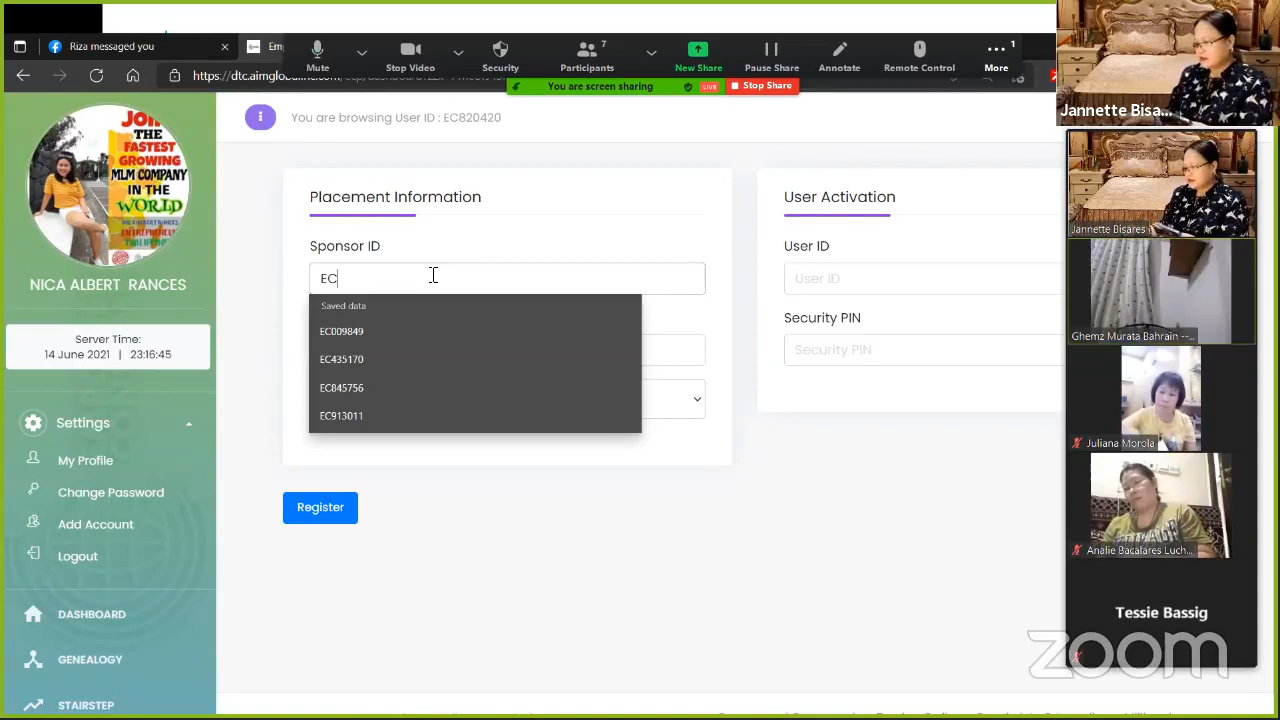 Riza messaged you
Em
https://dtc.aimglobalinc.com
Mute
Stop Video
Security
Participants
7
New Share
Pause Share
Annotate
Remote Control
More
1
You are screen sharing
LIVE
Stop Share
You are browsing User ID : EC820420
JOIN
THE
FASTEST
GROWING
MLM COMPANY
IN THE
WORLD
NICA ALBERT RANCES
Server Time:
14 June 2021 | 23:16:45
Settings
My Profile
Change Password
Add Account
Logout
DASHBOARD
GENEALOGY
STAIRSTEP
Placement Information
Sponsor ID
EC
Saved data
EC009849
EC435170
EC845756
EC913011
Register
User Activation
User ID
User ID
Security PIN
Security PIN
Jannette Bisa...
Jannette Bisares
Ghemz Murata Bahrain --...
Juliana Morola
Analie Bacalares Luch...
Tessie Bassig
zoom